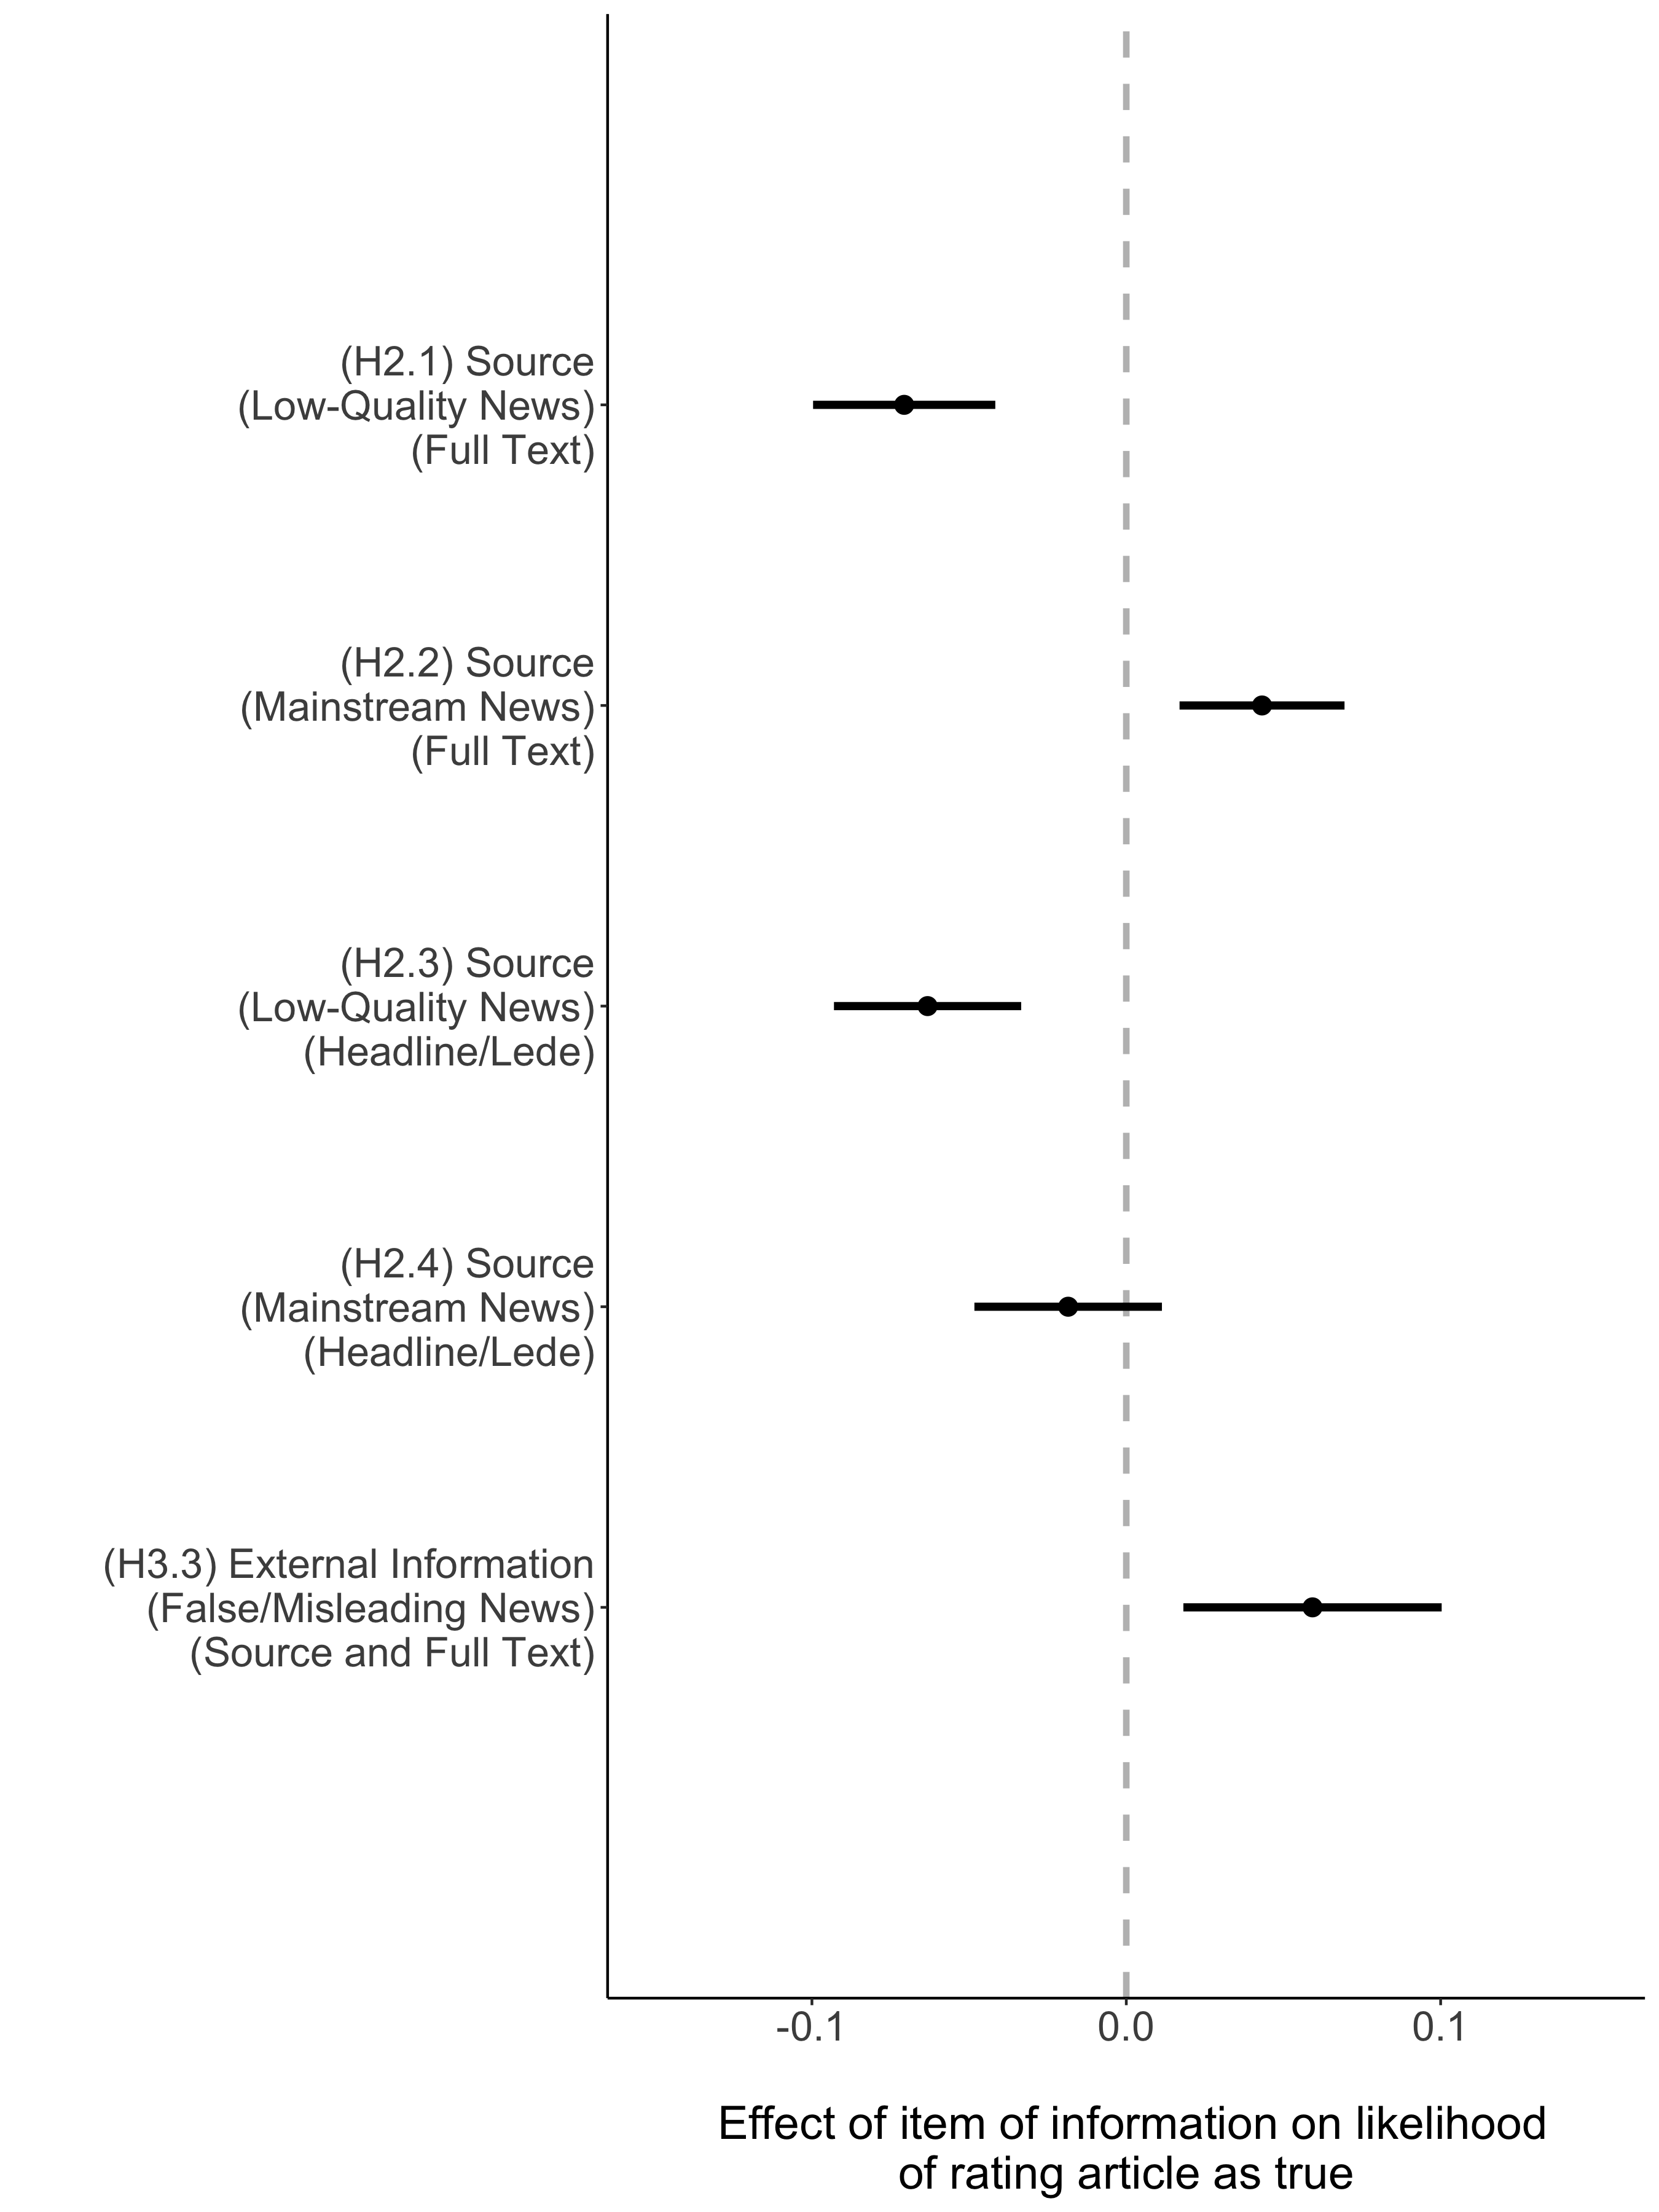 (H2.1) Source
(Low-Quality News)
(Full Text)
(H2.2) Source
(Mainstream News)
(Full Text)
(H2.3) Source
(Low-Quality News)
(Headline/Lede)
(H2.4) Source
(Mainstream News)
(Headline/Lede)
(H3.3) External Information
(False/Misleading News)
(Source and Full Text)
-0.1 0.0 0.1
Effect of item of information on likelihood
of rating article as true